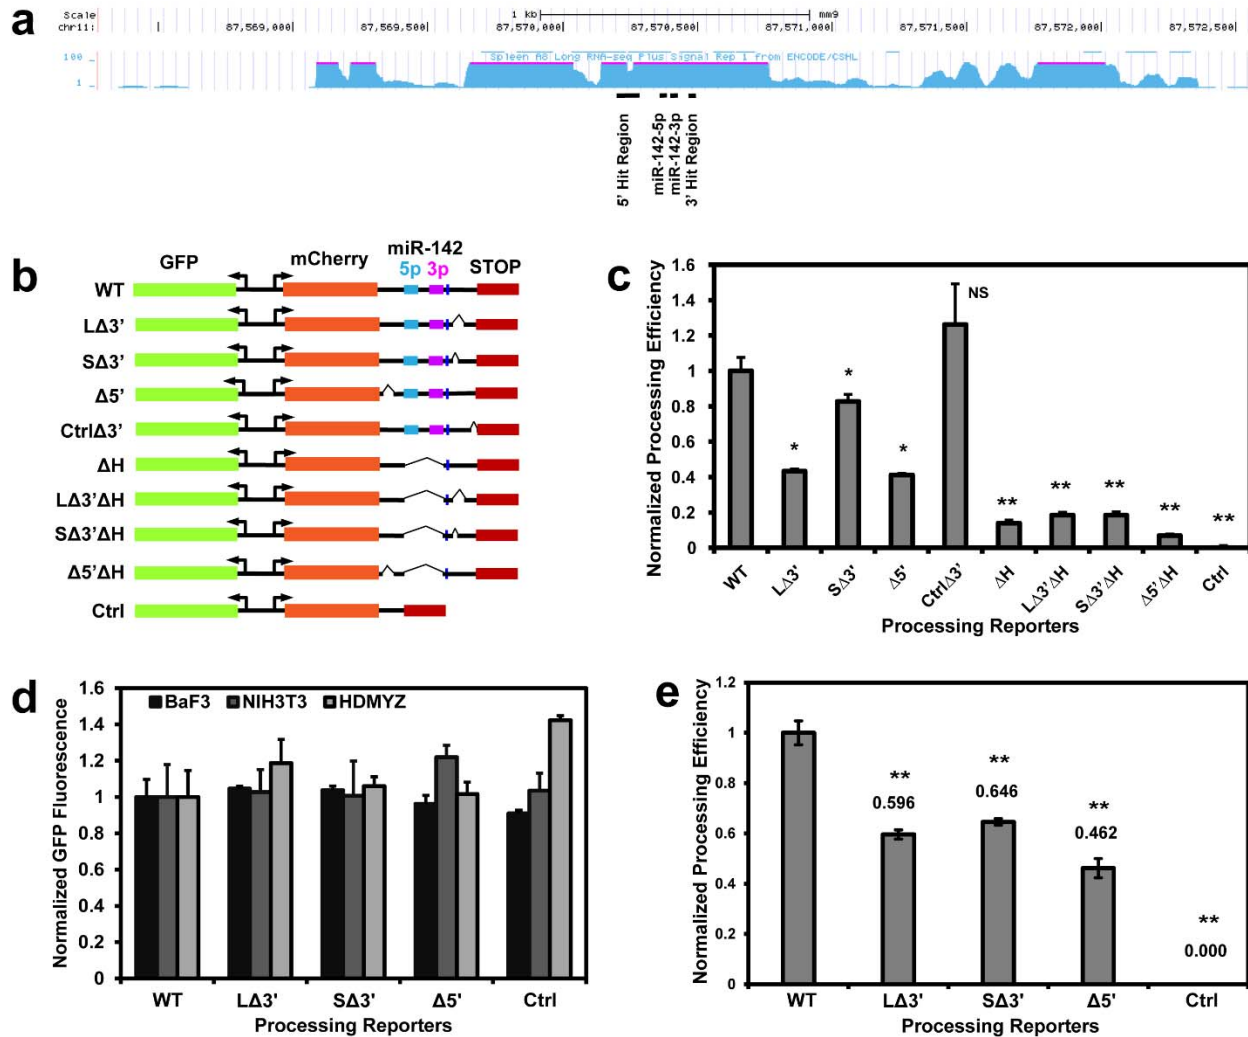 a
Scale
chr11:
1 kb
mm9
87,569,000
87,569,500
87,570,000
87,570,500
87,571,000
87,571,500
87,572,000
87,572,500
Spleen A8 Long RNA-seq Plus Signal Rep 1 from ENCODE/CSHL
100
1
5' Hit Region
miR-142-5p
miR-142-3p
3' Hit Region
b
GFP
mCherry
miR-142
5p 3p
STOP
WT
LΔ3'
SΔ3'
Δ5'
CtrlΔ3'
ΔH
LΔ3'ΔH
SΔ3'ΔH
Δ5'ΔH
Ctrl
c
Normalized Processing Efficiency
1.6
1.4
1.2
1
0.8
0.6
0.4
0.2
0
*
*
*
NS
**
**
**
**
**
WT
LΔ3'
SΔ3'
Δ5'
CtrlΔ3'
ΔH
LΔ3'ΔH
SΔ3'ΔH
Δ5'ΔH
Ctrl
Processing Reporters
d
Normalized GFP Fluorescence
1.6
1.4
1.2
1
0.8
0.6
0.4
0.2
0
BaF3 NIH3T3 HDMYZ
WT LΔ3' SΔ3' Δ5' Ctrl
Processing Reporters
e
Normalized Processing Efficiency
1.2
1
0.8
0.6
0.4
0.2
0
**
0.596
**
0.646
**
0.462
**
0.000
WT LΔ3' SΔ3' Δ5' Ctrl
Processing Reporters